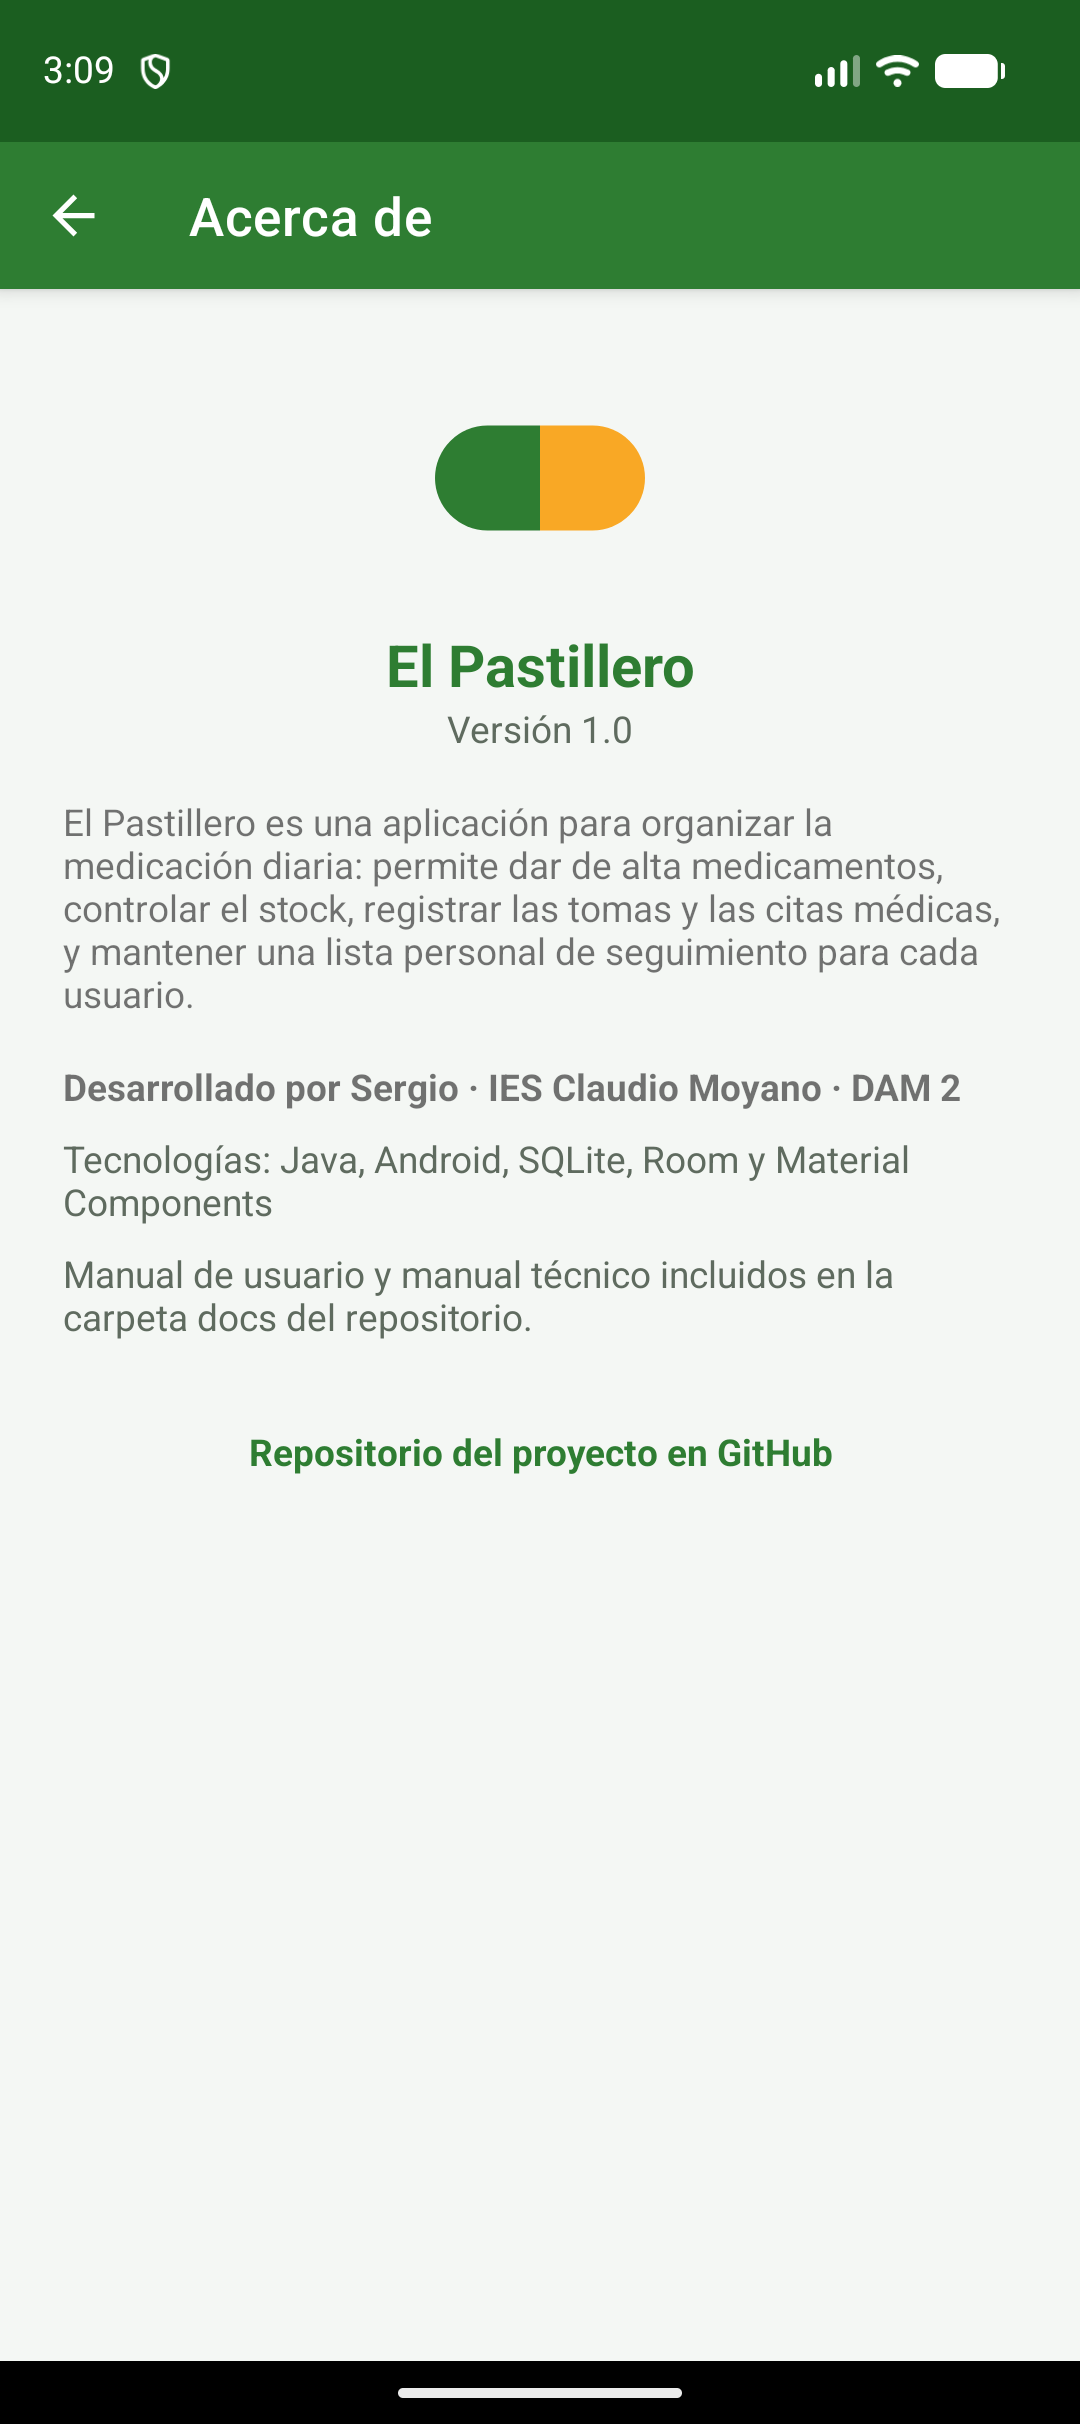 3:09
Acerca de
El Pastillero
Versión 1.0
El Pastillero es una aplicación para organizar la
medicación diaria: permite dar de alta medicamentos,
controlar el stock, registrar las tomas y las citas médicas,
y mantener una lista personal de seguimiento para cada
usuario.
Desarrollado por Sergio · IES Claudio Moyano · DAM 2
Tecnologías: Java, Android, SQLite, Room y Material
Components
Manual de usuario y manual técnico incluidos en la
carpeta docs del repositorio.
Repositorio del proyecto en GitHub